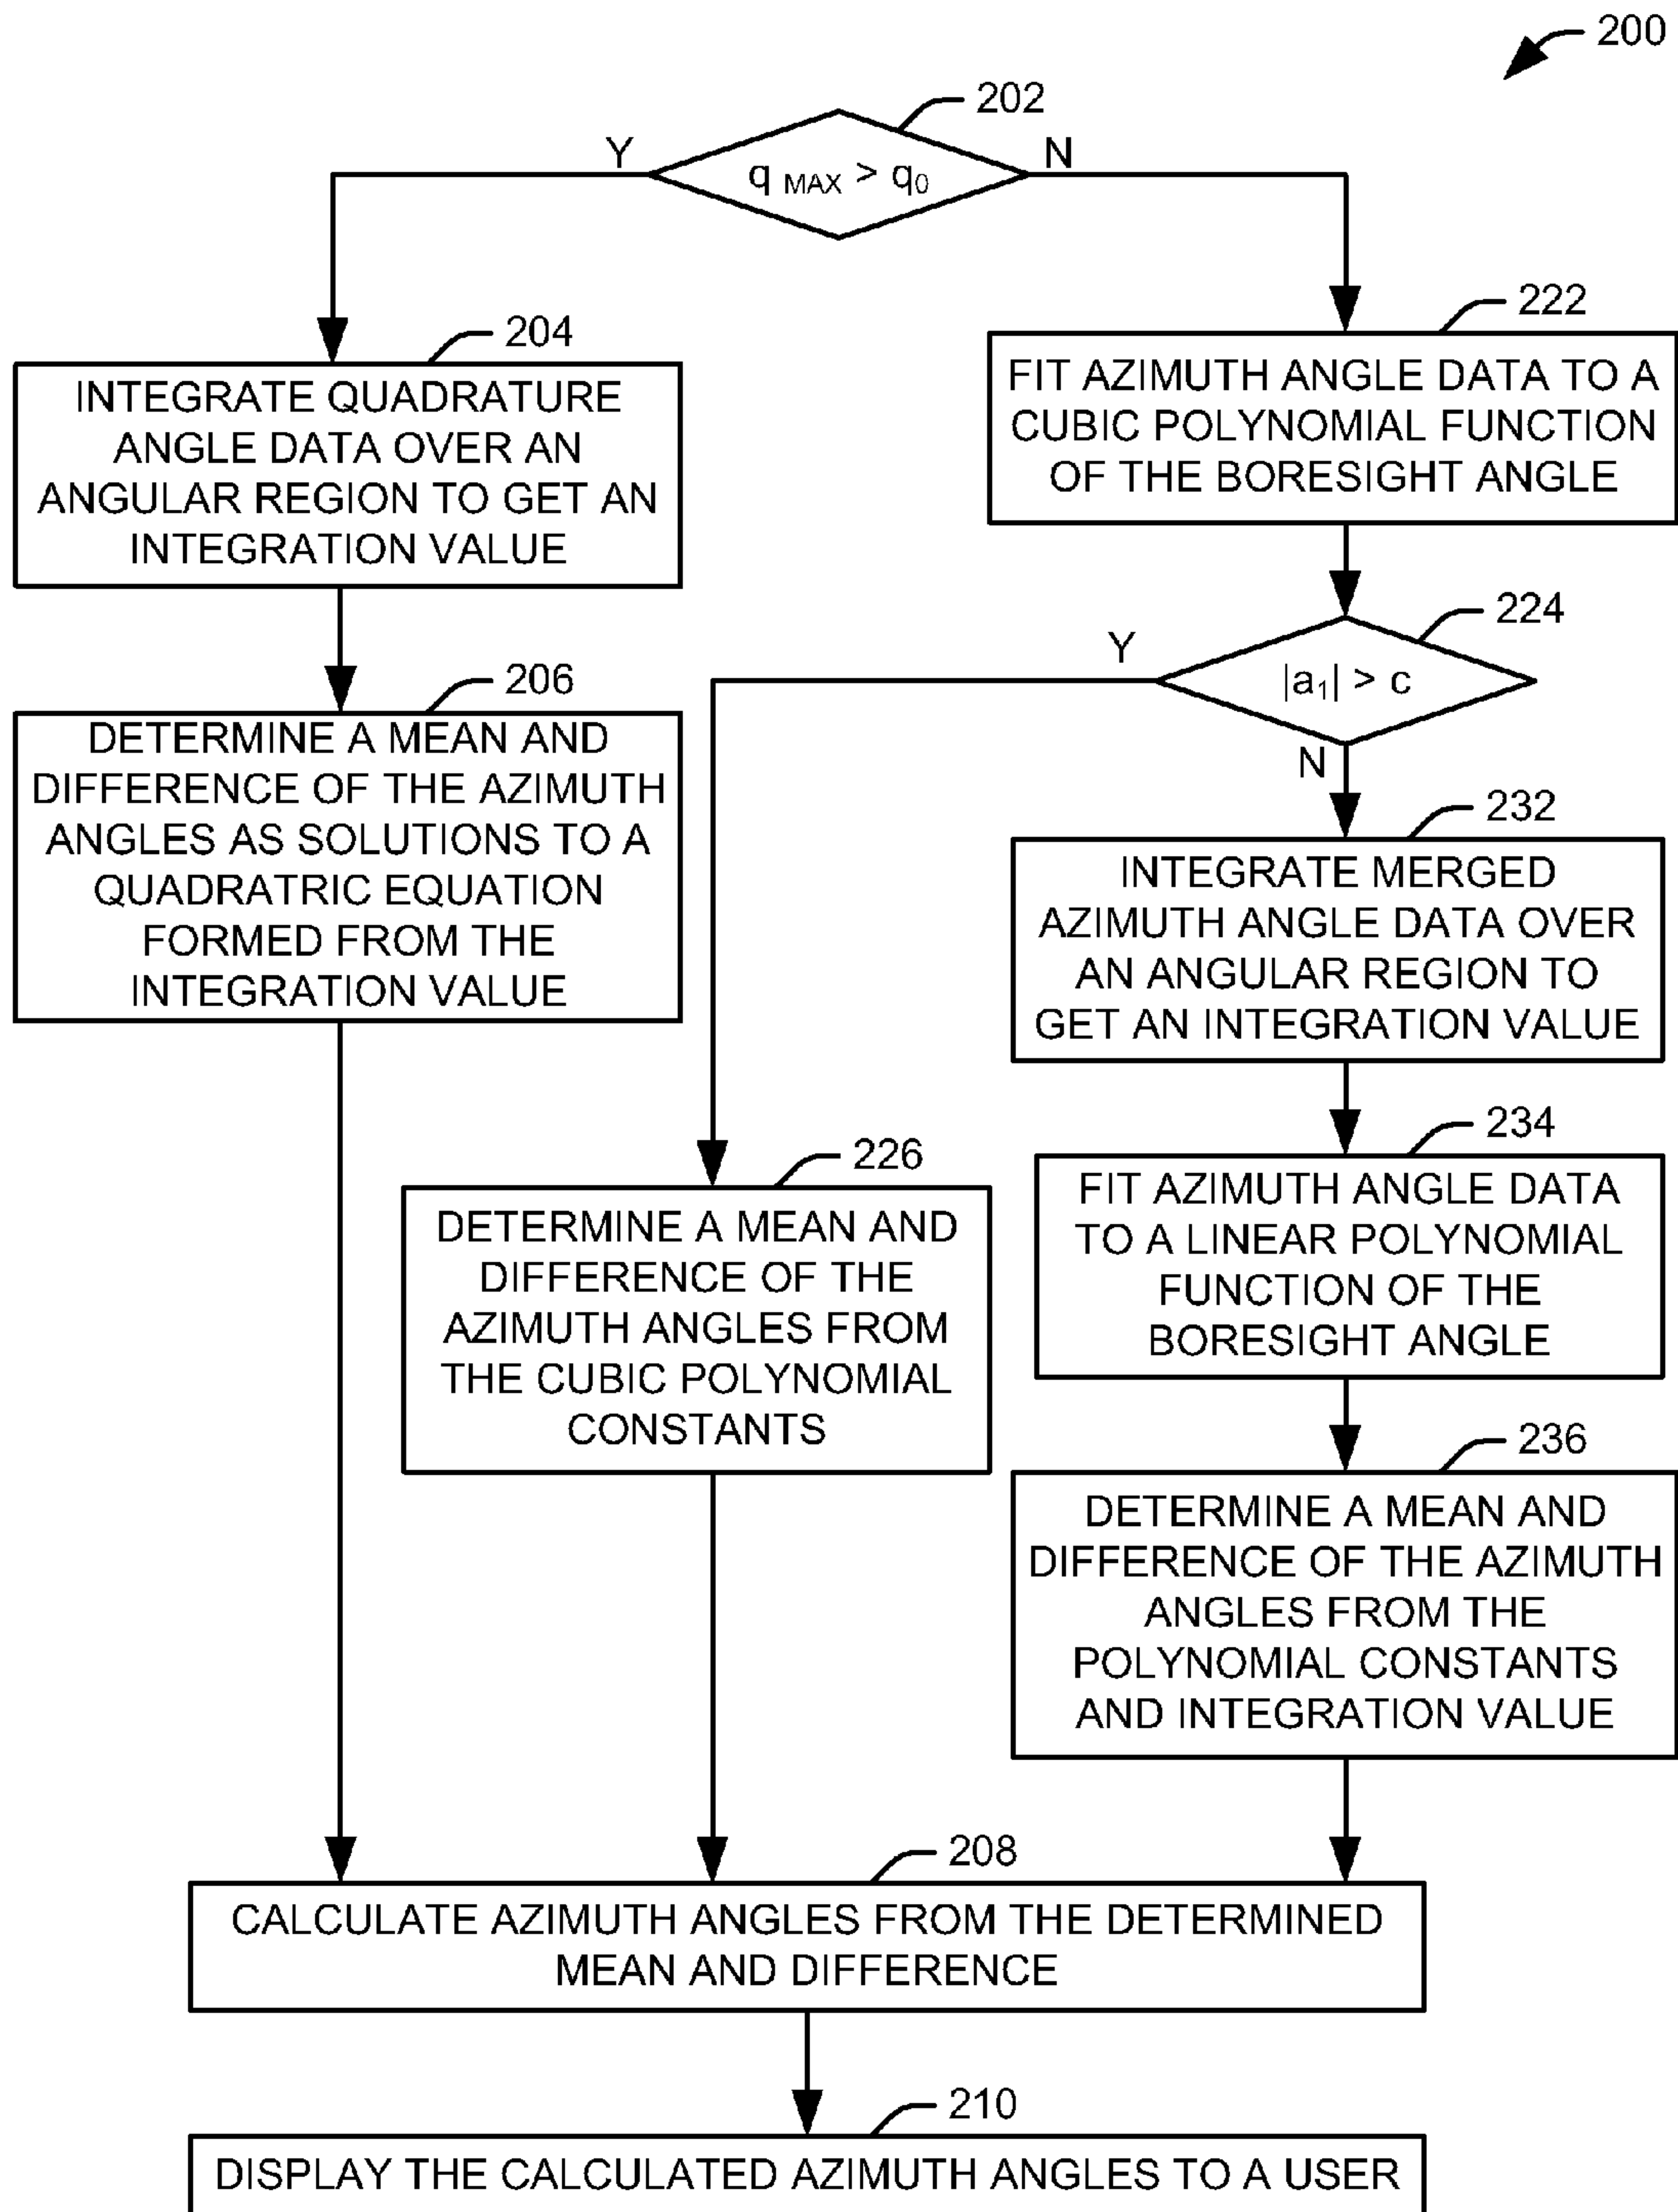 200
202
Y
N
q MAX > q0
222
204
FIT AZIMUTH ANGLE DATA TO A
CUBIC POLYNOMIAL FUNCTION
OF THE BORESIGHT ANGLE
INTEGRATE QUADRATURE
ANGLE DATA OVER AN
ANGULAR REGION TO GET AN
INTEGRATION VALUE
224
Y
|a1| > c
N
206
DETERMINE A MEAN AND
DIFFERENCE OF THE AZIMUTH
ANGLES AS SOLUTIONS TO A
QUADRATRIC EQUATION
FORMED FROM THE
INTEGRATION VALUE
232
INTEGRATE MERGED
AZIMUTH ANGLE DATA OVER
AN ANGULAR REGION TO
GET AN INTEGRATION VALUE
234
FIT AZIMUTH ANGLE DATA
TO A LINEAR POLYNOMIAL
FUNCTION OF THE
BORESIGHT ANGLE
226
DETERMINE A MEAN AND
DIFFERENCE OF THE
AZIMUTH ANGLES FROM
THE CUBIC POLYNOMIAL
CONSTANTS
236
DETERMINE A MEAN AND
DIFFERENCE OF THE AZIMUTH
ANGLES FROM THE
POLYNOMIAL CONSTANTS
AND INTEGRATION VALUE
208
CALCULATE AZIMUTH ANGLES FROM THE DETERMINED
MEAN AND DIFFERENCE
210
DISPLAY THE CALCULATED AZIMUTH ANGLES TO A USER